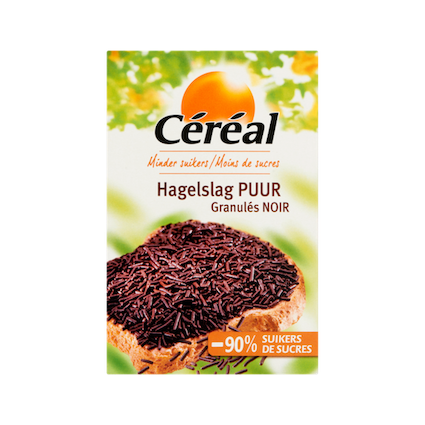 Céréal
Minder suikers/Moins de sucres
Hagelslag PUUR
Granulés NOIR
-90% SUIKERS
DE SUCRES